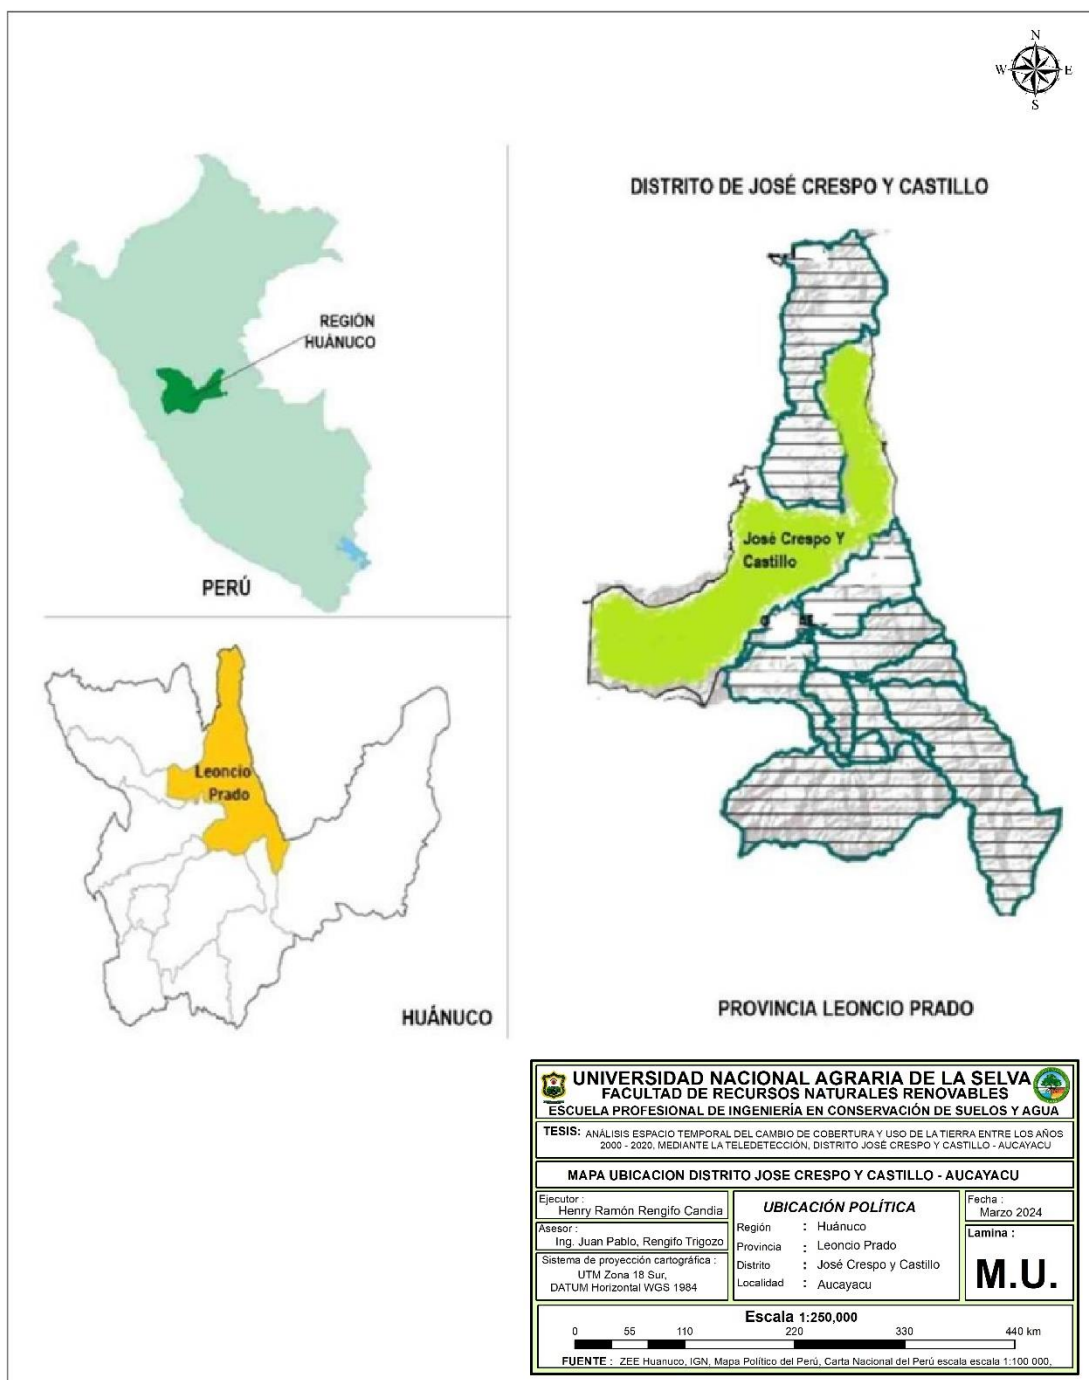 N
W E
S
REGIÓN
HUÁNUCO
PERÚ
DISTRITO DE JOSÉ CRESPO Y CASTILLO
José Crespo Y
Castillo
Leoncio
Prado
HUÁNUCO
PROVINCIA LEONCIO PRADO
UNIVERSIDAD NACIONAL AGRARIA DE LA SELVA
FACULTAD DE RECURSOS NATURALES RENOVABLES
ESCUELA PROFESIONAL DE INGENIERÍA EN CONSERVACIÓN DE SUELOS Y AGUA
TESIS: ANÁLISIS ESPACIO TEMPORAL DEL CAMBIO DE COBERTURA Y USO DE LA TIERRA ENTRE LOS AÑOS
2000 - 2020, MEDIANTE LA TELEDETECCIÓN, DISTRITO JOSÉ CRESPO Y CASTILLO - AUCAYACU
MAPA UBICACION DISTRITO JOSE CRESPO Y CASTILLO - AUCAYACU
Ejecutor :
Henry Ramón Rengifo Candia
Asesor :
Ing. Juan Pablo, Rengifo Trigozo
Sistema de proyección cartográfica :
UTM Zona 18 Sur,
DATUM Horizontal WGS 1984
UBICACIÓN POLÍTICA
Región : Huánuco
Provincia : Leoncio Prado
Distrito : José Crespo y Castillo
Localidad : Aucayacu
Fecha :
Marzo 2024
Lamina :
M.U.
Escala 1:250,000
0 55 110 220 330 440 km
FUENTE : ZEE Huanuco, IGN, Mapa Político del Perú, Carta Nacional del Perú escala escala 1:100 000,